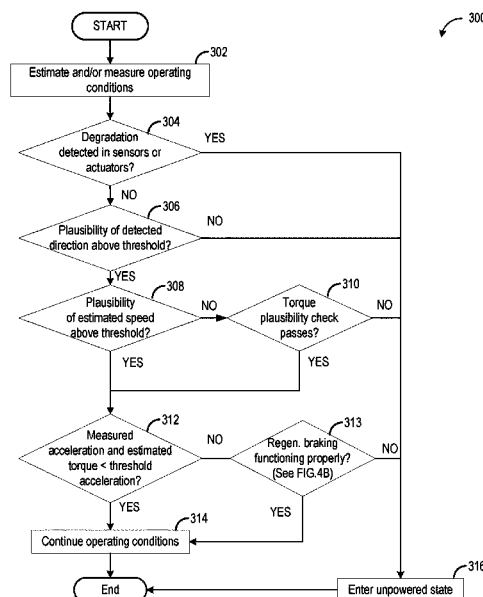 START
300
302
Estimate and/or measure operating
conditions
304
Degradation
detected in sensors or
actuators?
YES
NO
306
Plausibility of detected
direction above threshold?
NO
YES
308
Plausibility
of estimated speed
above threshold?
NO
310
Torque
plausibility check
passes?
NO
YES
YES
312
Measured
acceleration and estimated
torque < threshold
acceleration?
NO
313
Regen. braking
functioning properly?
(See FIG.4B)
NO
YES
YES
314
Continue operating conditions
316
End
Enter unpowered state